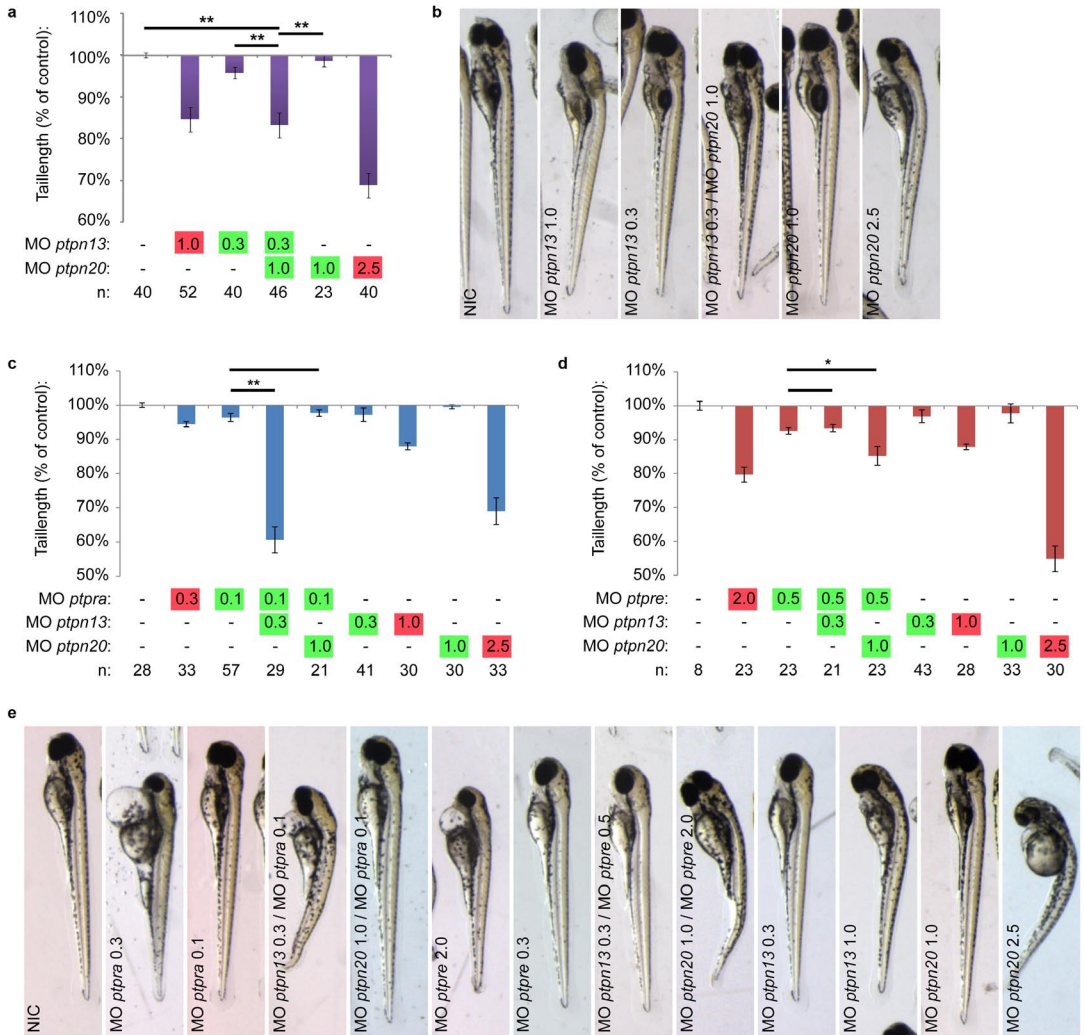 a
** ** **
110%
100%
90%
80%
70%
60%
Taillength (% of control):
MO ptpn13: - 1.0 0.3 0.3 - -
MO ptpn20: - - - 1.0 1.0 2.5
n: 40 52 40 46 23 40
b
NIC
MO ptpn13 1.0
MO ptpn13 0.3
MO ptpn13 0.3 / MO ptpn20 1.0
MO ptpn20 1.0
MO ptpn20 2.5
c
**
110%
100%
90%
80%
70%
60%
50%
Taillength (% of control):
MO ptpra: - 0.3 0.1 0.1 0.1 - - - -
MO ptpn13: - - - 0.3 - 0.3 1.0 - -
MO ptpn20: - - - - 1.0 - - 1.0 2.5
n: 28 33 57 29 21 41 30 30 33
d
*
110%
100%
90%
80%
70%
60%
50%
Taillength (% of control):
MO ptpre: - 2.0 0.5 0.5 0.5 - - - -
MO ptpn13: - - - 0.3 - 0.3 1.0 - -
MO ptpn20: - - - - 1.0 - - 1.0 2.5
n: 8 23 23 21 23 43 28 33 30
e
NIC
MO ptpra 0.3
MO ptpra 0.1
MO ptpn13 0.3 / MO ptpra 0.1
MO ptpn20 1.0 / MO ptpra 0.1
MO ptpre 2.0
MO ptpre 0.3
MO ptpn13 0.3 / MO ptpre 0.5
MO ptpn20 1.0 / MO ptpre 2.0
MO ptpn13 0.3
MO ptpn13 1.0
MO ptpn20 1.0
MO ptpn20 2.5